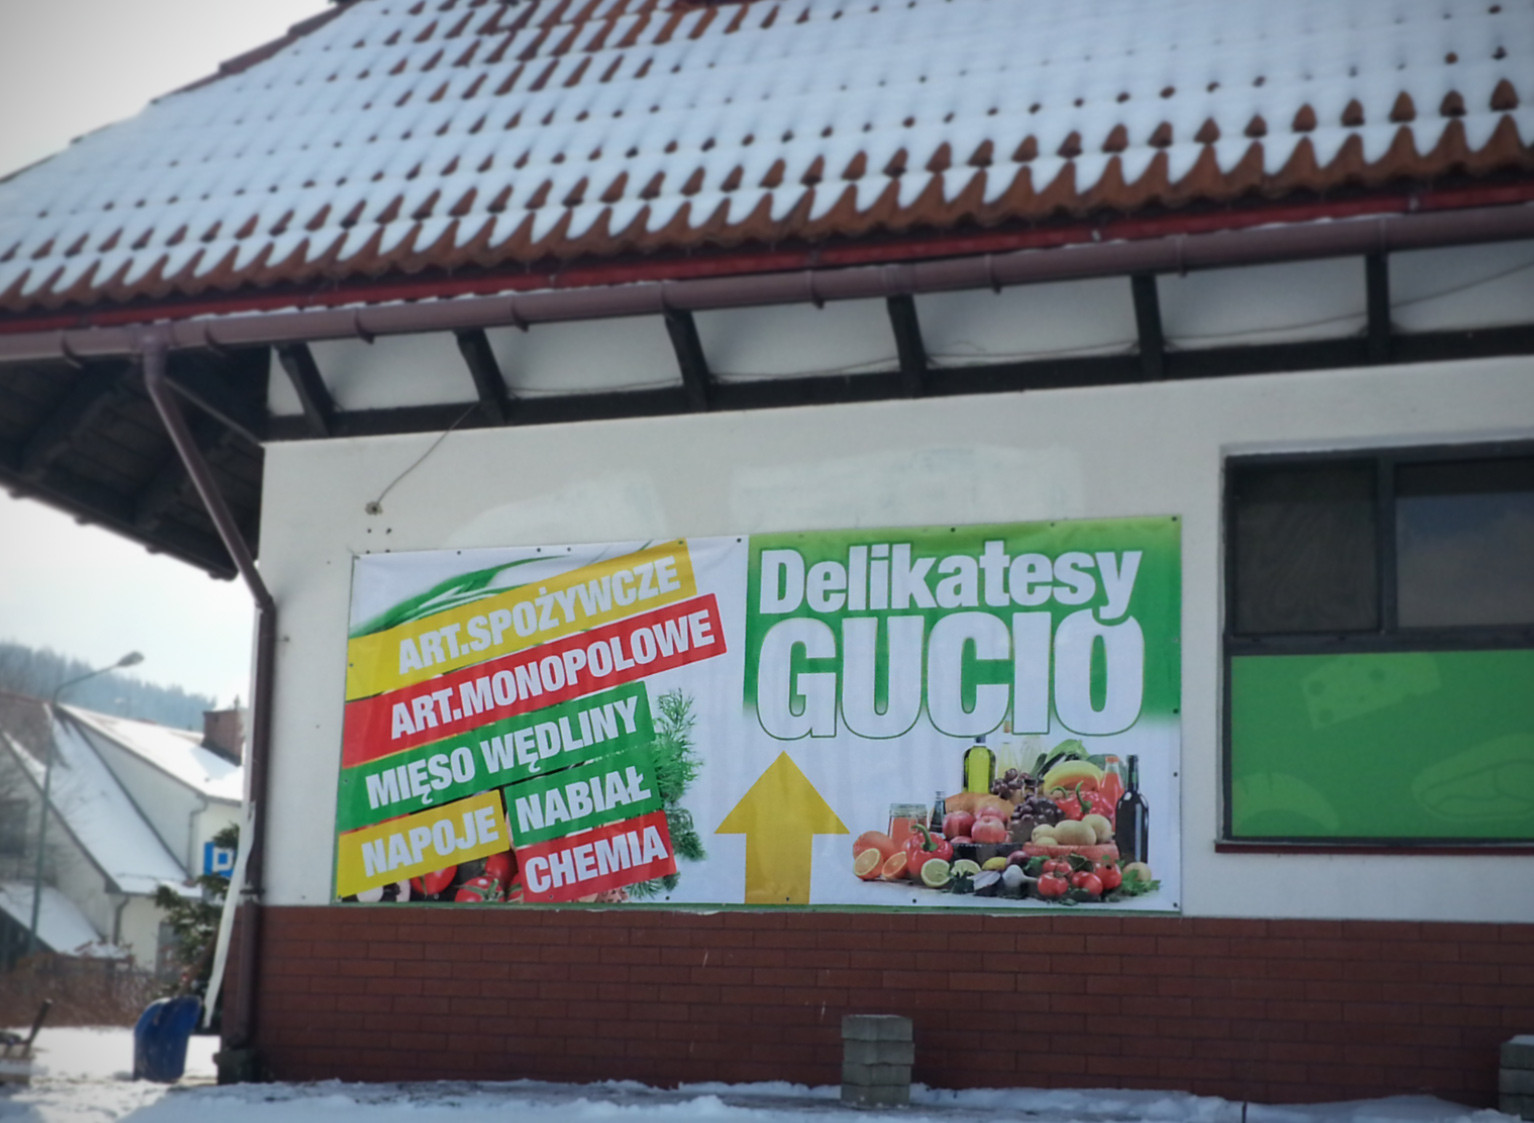 ART.SPOŻYWCZE
ART.MONOPOLOWE
MIĘSO WĘDLINY
NAPOJE
NABIAŁ
CHEMIA
Delikatesy
GUCIO
P